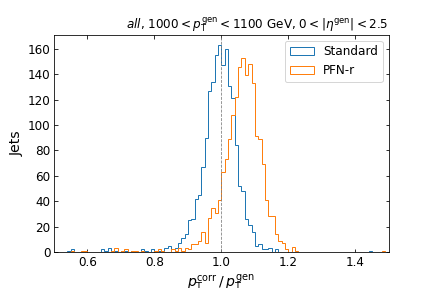 all, 1000 < p_T^gen < 1100 GeV, 0 < |η^gen| < 2.5
Standard
PFN-r
160
140
120
100
80
60
40
20
0
Jets
0.6 0.8 1.0 1.2 1.4
p_T^corr / p_T^gen